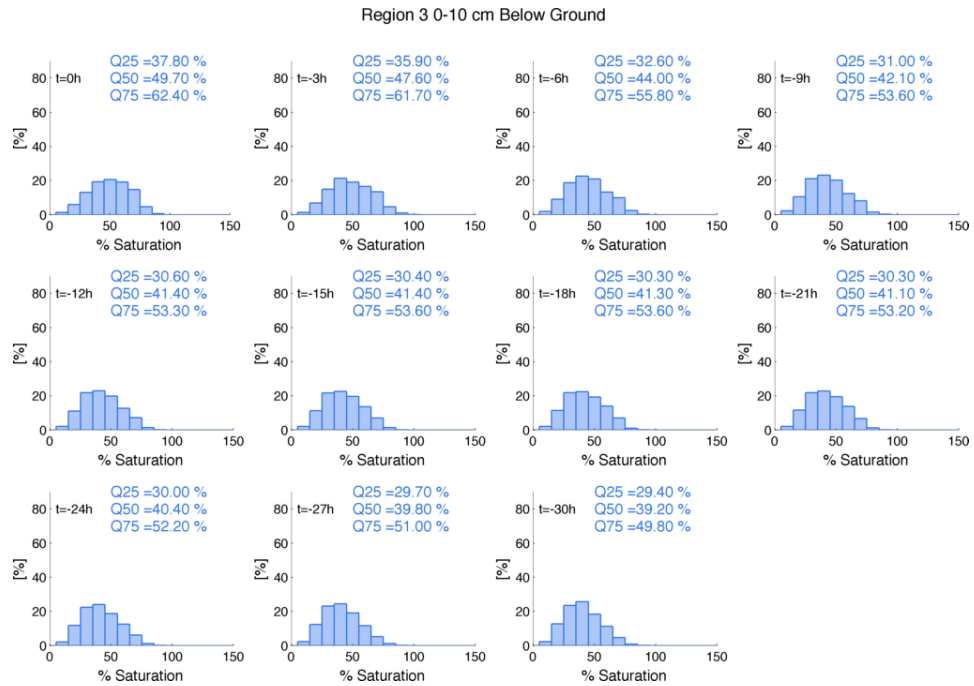 Region 3 0-10 cm Below Ground
Q25 =37.80 %
t=0h
Q50 =49.70 %
Q75 =62.40 %
80
60
40
20
0
[%]
0 50 100 150
% Saturation
Q25 =35.90 %
t=-3h
Q50 =47.60 %
Q75 =61.70 %
80
60
40
20
0
[%]
0 50 100 150
% Saturation
Q25 =32.60 %
t=-6h
Q50 =44.00 %
Q75 =55.80 %
80
60
40
20
0
[%]
0 50 100 150
% Saturation
Q25 =31.00 %
t=-9h
Q50 =42.10 %
Q75 =53.60 %
80
60
40
20
0
[%]
0 50 100 150
% Saturation
Q25 =30.60 %
t=-12h
Q50 =41.40 %
Q75 =53.30 %
80
60
40
20
0
[%]
0 50 100 150
% Saturation
Q25 =30.40 %
t=-15h
Q50 =41.40 %
Q75 =53.60 %
80
60
40
20
0
[%]
0 50 100 150
% Saturation
Q25 =30.30 %
t=-18h
Q50 =41.30 %
Q75 =53.60 %
80
60
40
20
0
[%]
0 50 100 150
% Saturation
Q25 =30.30 %
t=-21h
Q50 =41.10 %
Q75 =53.20 %
80
60
40
20
0
[%]
0 50 100 150
% Saturation
Q25 =30.00 %
t=-24h
Q50 =40.40 %
Q75 =52.20 %
80
60
40
20
0
[%]
0 50 100 150
% Saturation
Q25 =29.70 %
t=-27h
Q50 =39.80 %
Q75 =51.00 %
80
60
40
20
0
[%]
0 50 100 150
% Saturation
Q25 =29.40 %
t=-30h
Q50 =39.20 %
Q75 =49.80 %
80
60
40
20
0
[%]
0 50 100 150
% Saturation